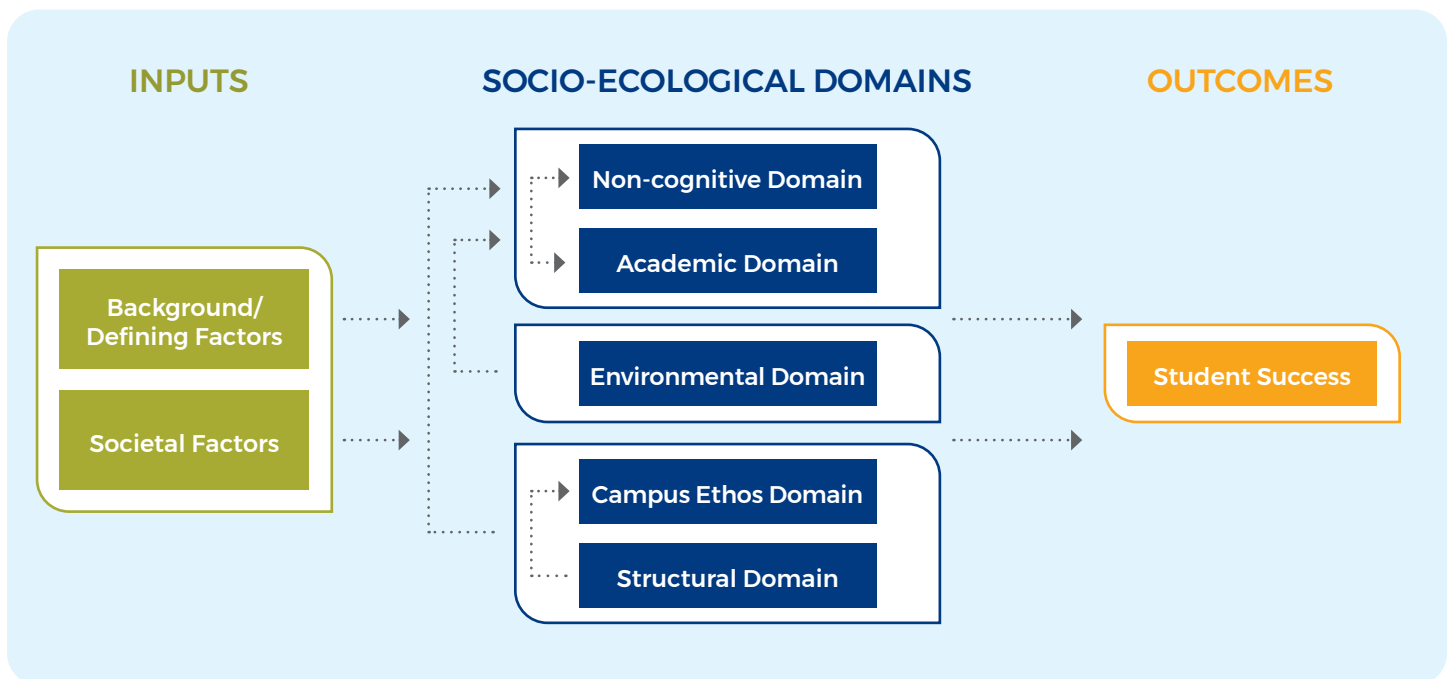 INPUTS
Background/
Defining Factors
Societal Factors
SOCIO-ECOLOGICAL DOMAINS
Non-cognitive Domain
Academic Domain
Environmental Domain
Campus Ethos Domain
Structural Domain
OUTCOMES
Student Success